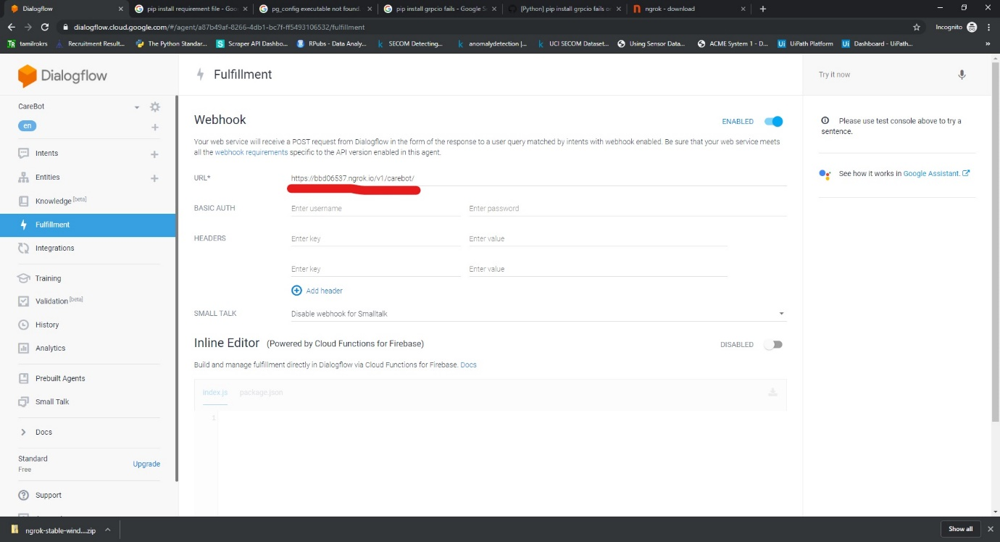 Dialogflow
pip install requirement file - Goo
pg_config executable not found.
pip install grpcio fails - Google S
[Python] pip install grpcio fails o
ngrok - download
dialogflow.cloud.google.com/#/agent/a87b49af-8266-4db1-bc7f-ff5493106532/fulfillment
Incognito
TR tamilrokrs
Recruitment Result...
The Python Standar...
S Scraper API Dashbo...
RPubs - Data Analy...
k SECOM Detecting...
k anomalydetection |...
k UCI SECOM Dataset...
Using Sensor Data...
ACME System 1 - D...
Ui UiPath Platform
Ui Dashboard - UiPath...
»
Dialogflow
CareBot
en
Intents
Entities
Knowledge [beta]
Fulfillment
Integrations
Training
Validation [beta]
History
Analytics
Prebuilt Agents
Small Talk
Docs
Standard
Free
Upgrade
Support
Fulfillment
Webhook
ENABLED
Your web service will receive a POST request from Dialogflow in the form of the response to a user query matched by intents with webhook enabled. Be sure that your web service meets
all the webhook requirements specific to the API version enabled in this agent.
URL*
https://bbd06537.ngrok.io/v1/carebot/
BASIC AUTH
Enter username
Enter password
HEADERS
Enter key
Enter value
Enter key
Enter value
Add header
SMALL TALK
Disable webhook for Smalltalk
Inline Editor (Powered by Cloud Functions for Firebase)
DISABLED
Build and manage fulfillment directly in Dialogflow via Cloud Functions for Firebase. Docs
index.js
package.json
1
Try it now
Please use test console above to try a
sentence.
See how it works in Google Assistant.
ngrok-stable-wind....zip
Show all